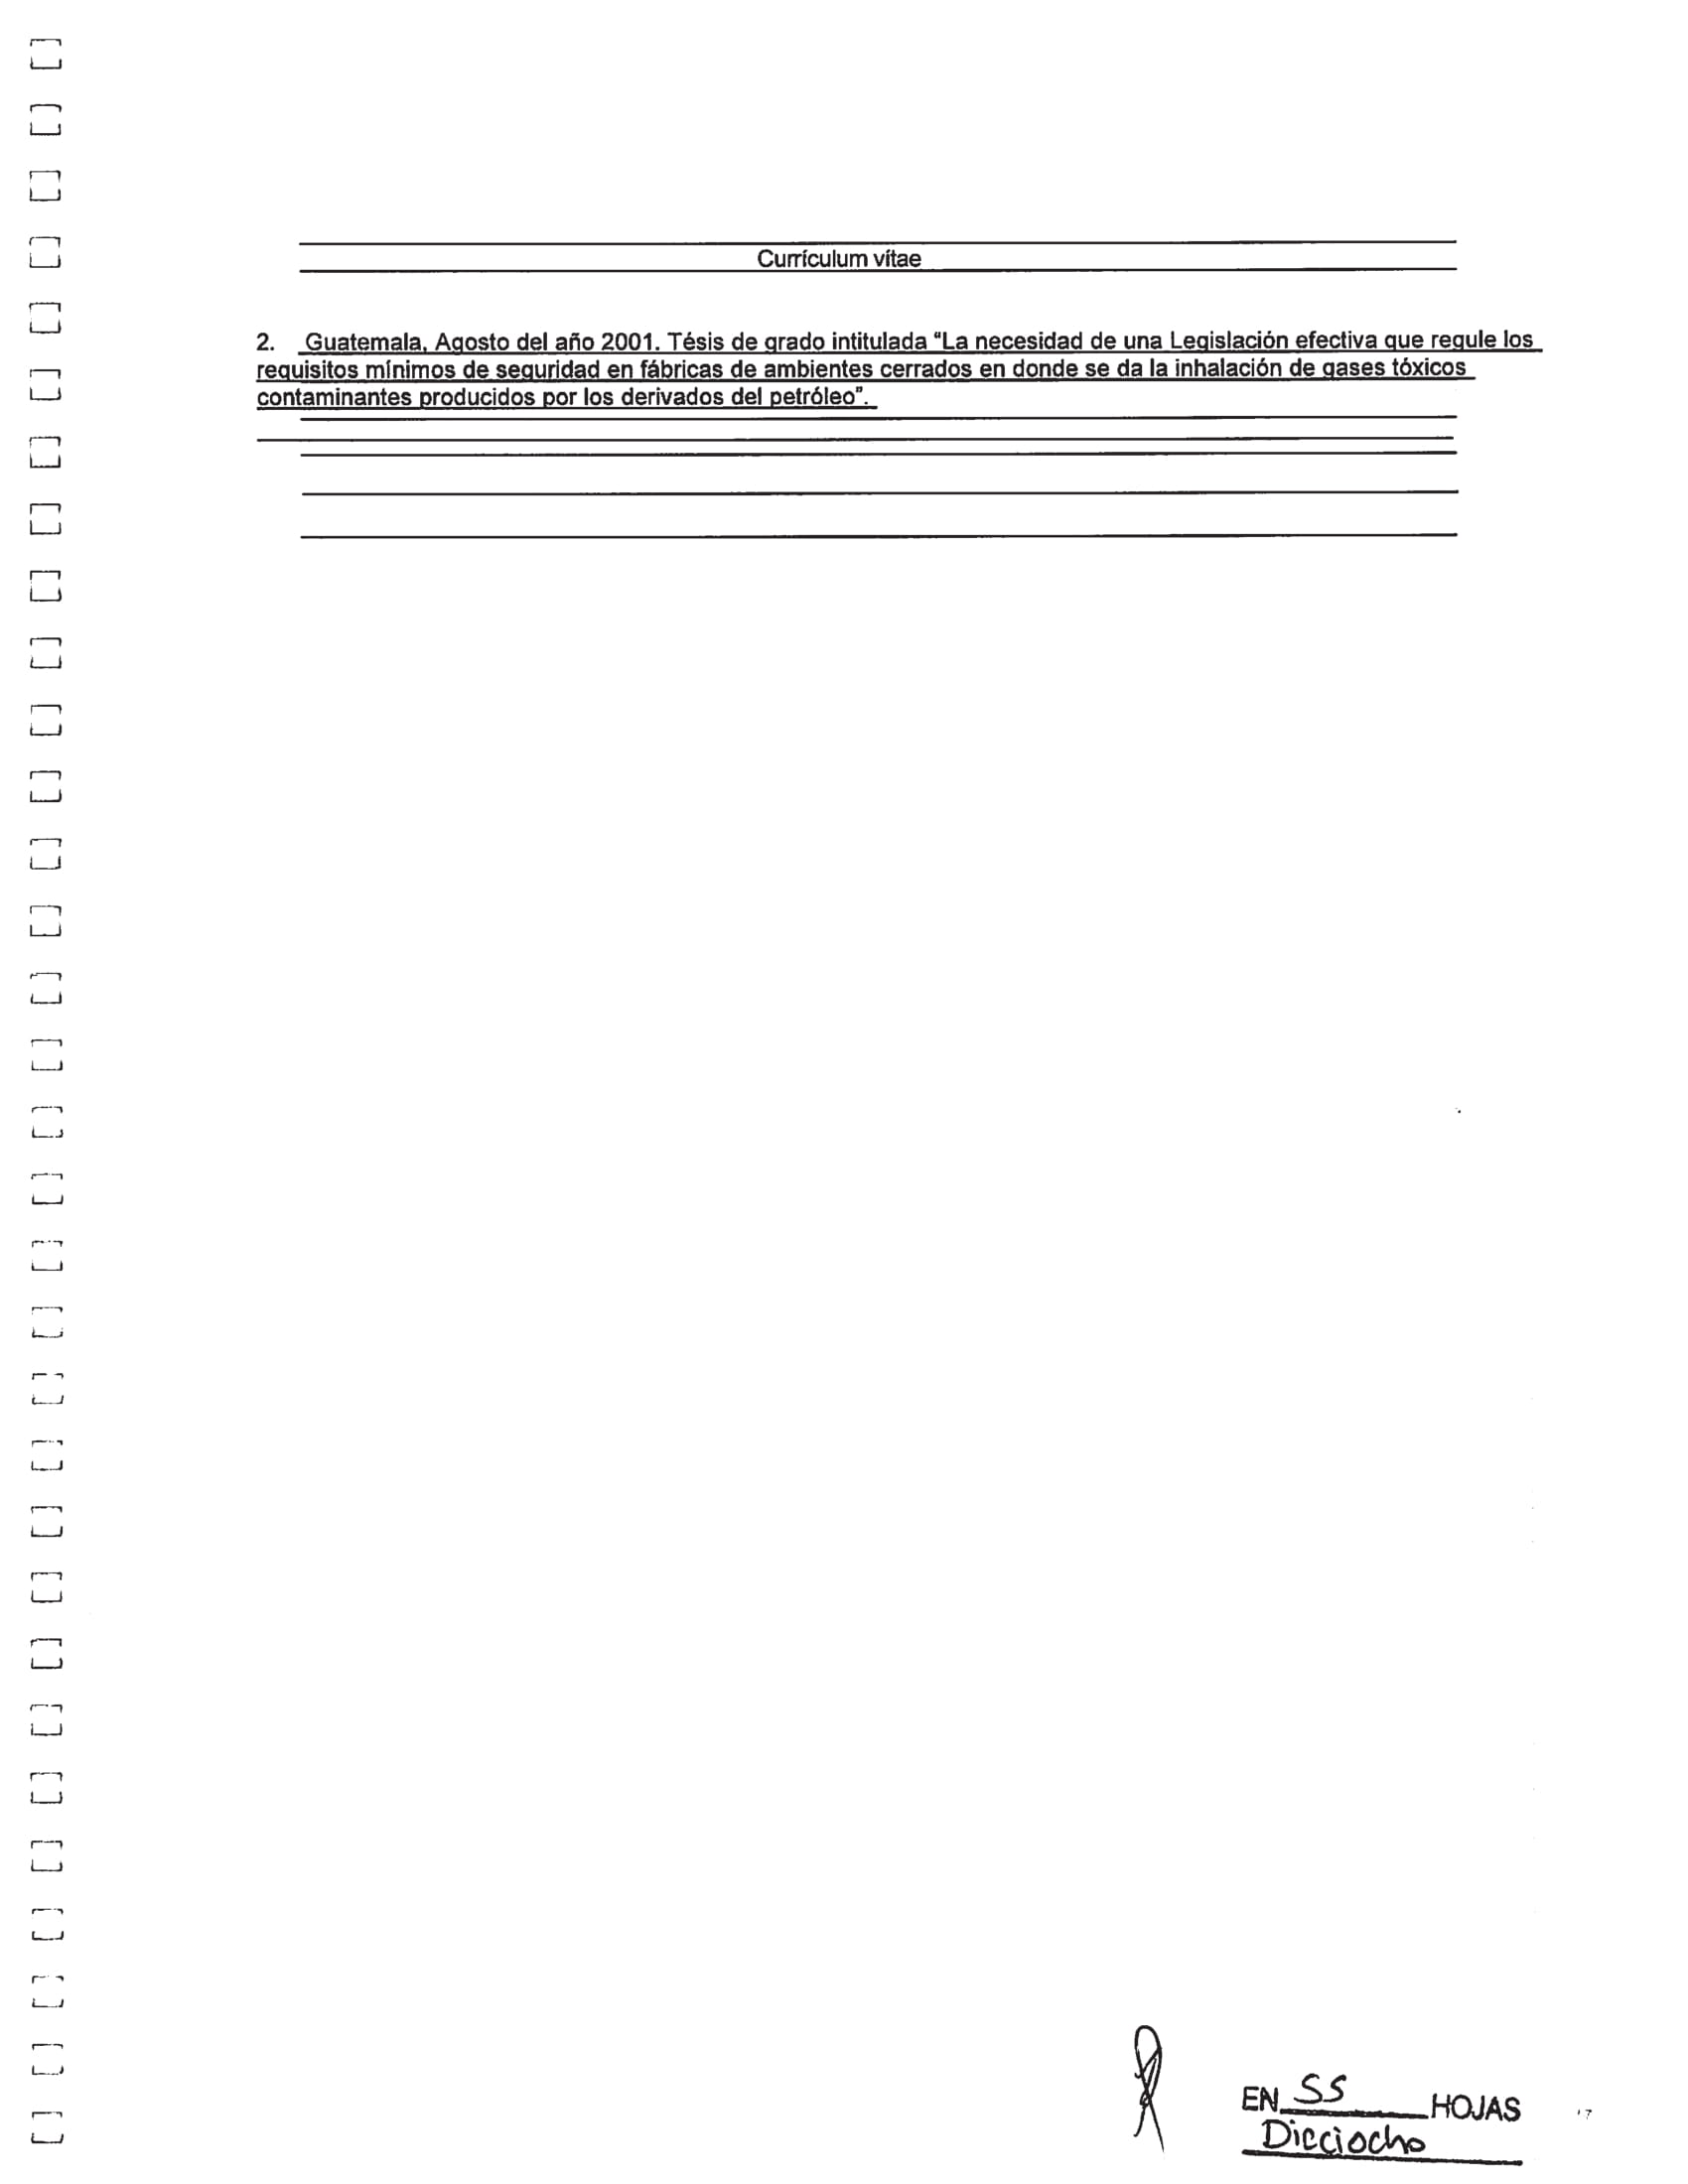 Currículum vítae
2. Guatemala, Agosto del año 2001. Tésis de grado intitulada “La necesidad de una Legislación efectiva que regule los
requisitos mínimos de seguridad en fábricas de ambientes cerrados en donde se da la inhalación de gases tóxicos
contaminantes producidos por los derivados del petróleo”.
EN SS HOJAS
Dieciocho